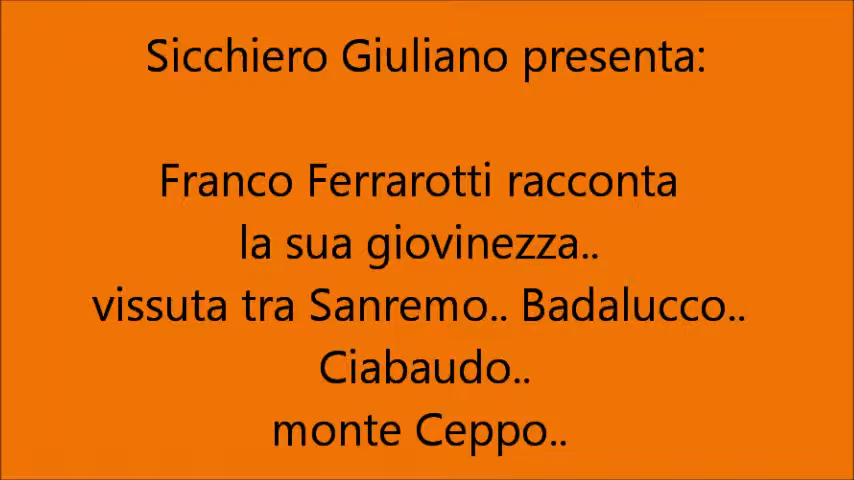 Sicchiero Giuliano presenta:
Franco Ferrarotti racconta
la sua giovinezza..
vissuta tra Sanremo.. Badalucco..
Ciabaudo..
monte Ceppo..